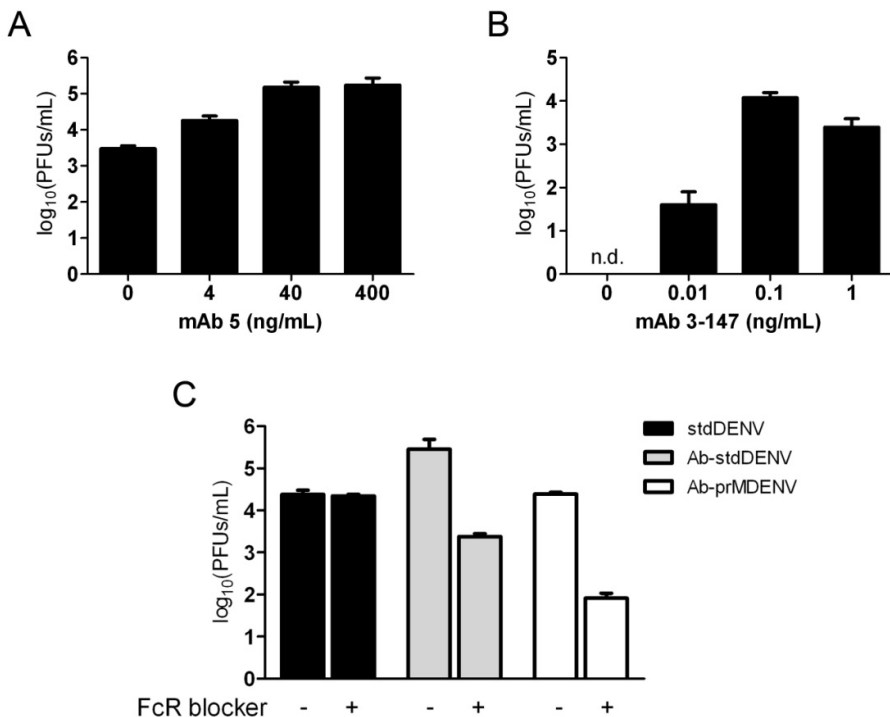 A
log10(PFUs/mL)
6
5
4
3
2
1
0
0 4 40 400
mAb 5 (ng/mL)
B
log10(PFUs/mL)
5
4
3
2
1
0
n.d.
0 0.01 0.1 1
mAb 3-147 (ng/mL)
C
log10(PFUs/mL)
6
5
4
3
2
1
0
FcR blocker - + - + - +
stdDENV
Ab-stdDENV
Ab-prMDENV